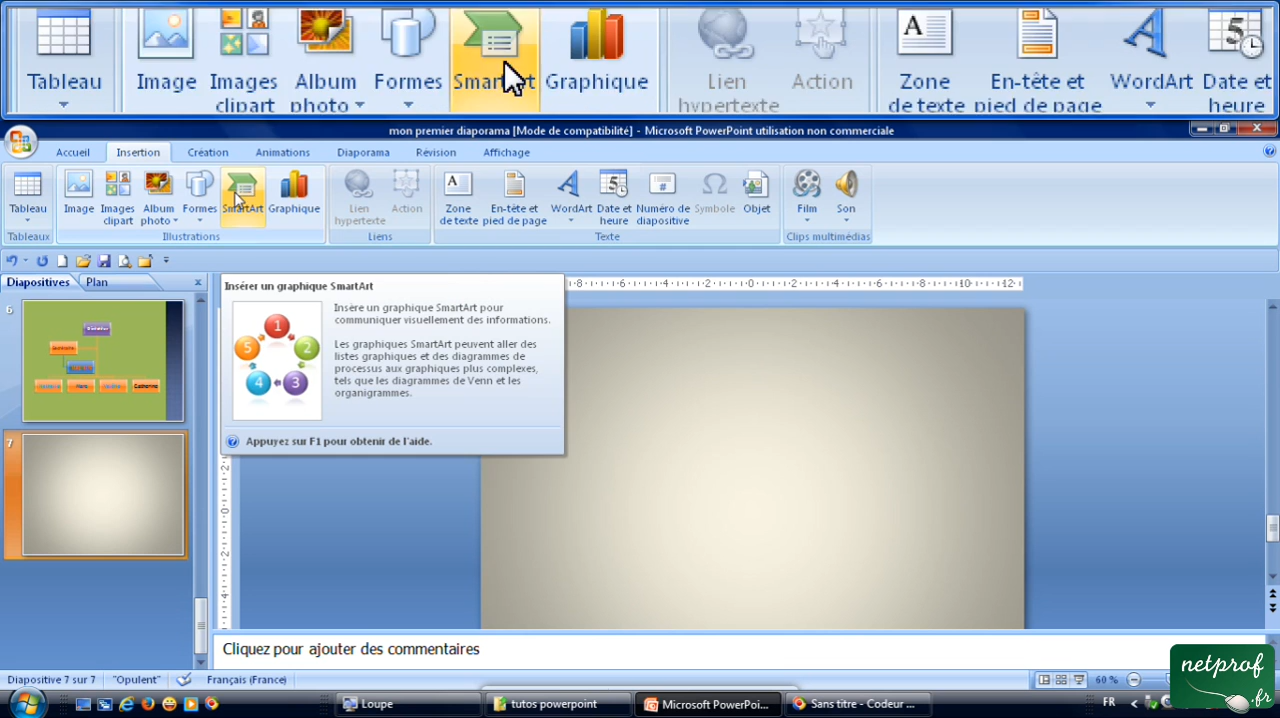 Tableau Image Images clipart Album photo Formes SmartArt Graphique Lien hypertexte Action Zone de texte En-tête et pied de page WordArt Date et heure
mon premier diaporama [Mode de compatibilité] - Microsoft PowerPoint utilisation non commerciale
Accueil Insertion Création Animations Diaporama Révision Affichage
Tableau Image Images clipart Album photo Formes SmartArt Graphique Lien hypertexte Action Zone de texte En-tête et pied de page WordArt Date et heure Numéro de diapositive Symbole Objet Film Son
Tableaux Illustrations Liens Texte Clips multimédias
Diapositives Plan
Insérer un graphique SmartArt
Insère un graphique SmartArt pour
communiquer visuellement des informations.
Les graphiques SmartArt peuvent aller des
listes graphiques et des diagrammes de
processus aux graphiques plus complexes,
tels que les diagrammes de Venn et les
organigrammes.
1
5 2
4 3
Appuyez sur F1 pour obtenir de l'aide.
6
Catherine
7
Cliquez pour ajouter des commentaires
Diapositive 7 sur 7 "Opulent" Français (France) 60 %
Loupe tutos powerpoint Microsoft PowerPoi... Sans titre - Codeur ... FR
netprof
.fr